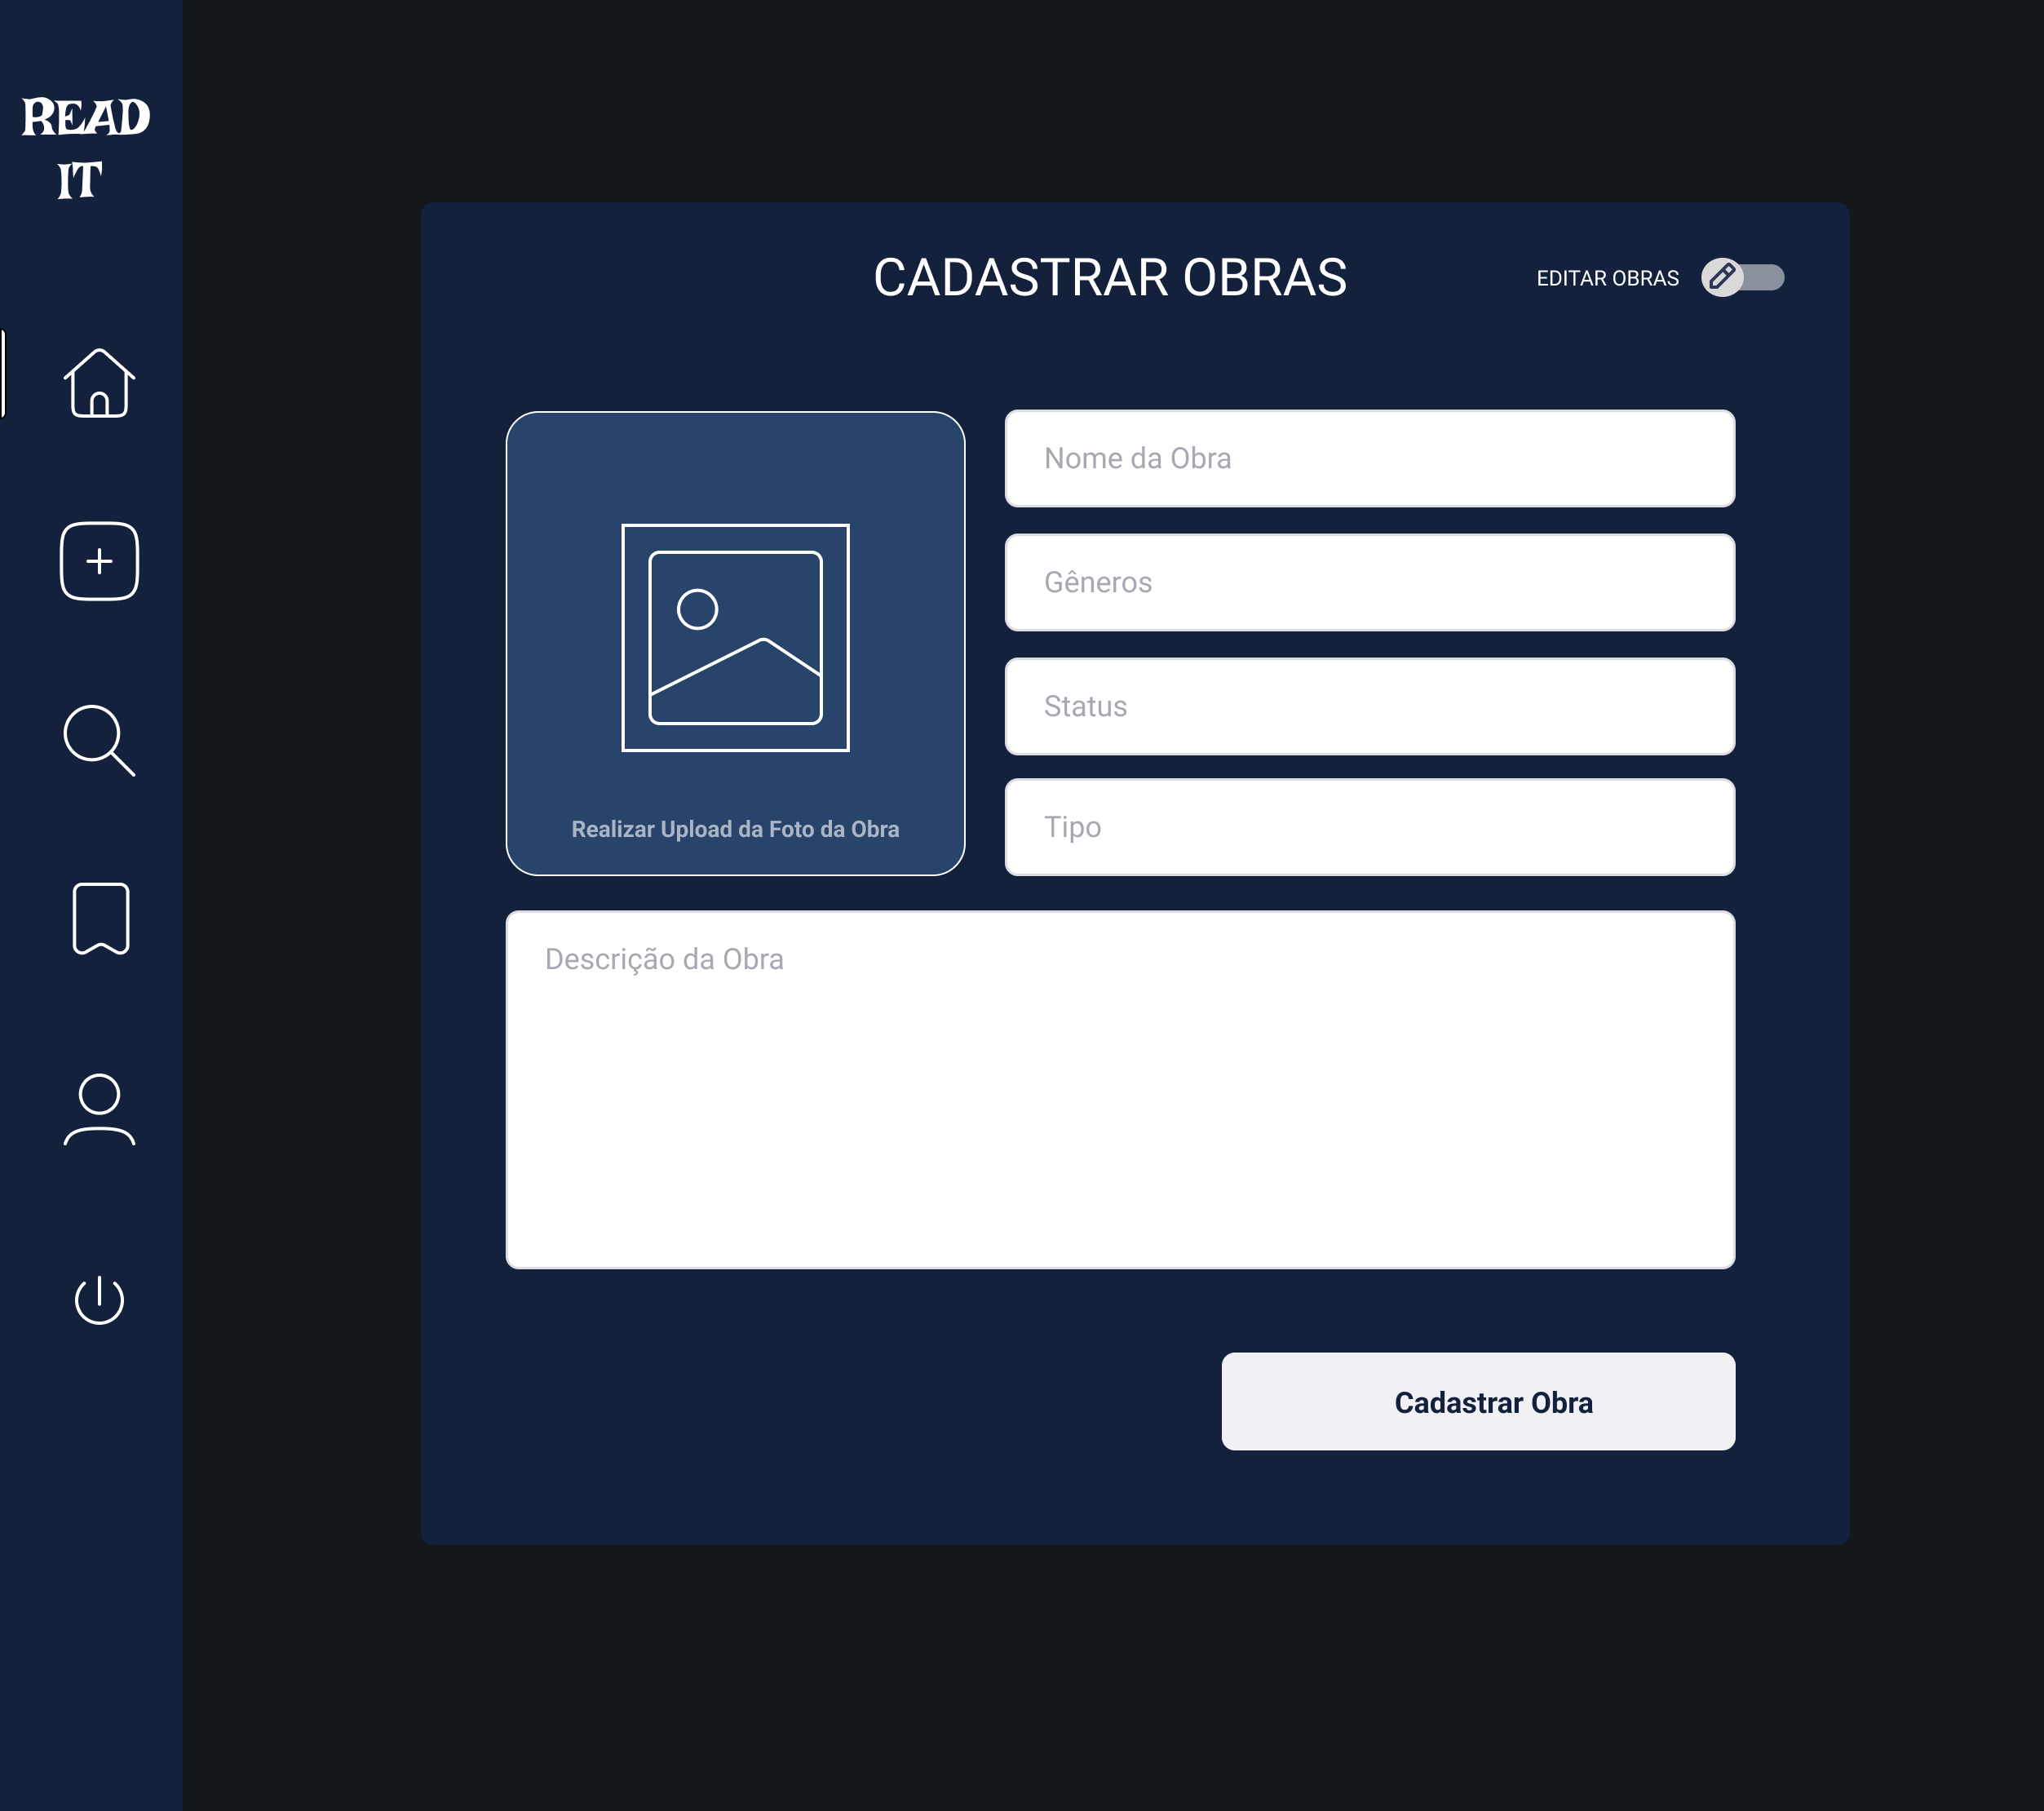 READ
IT
CADASTRAR OBRAS
EDITAR OBRAS
Nome da Obra
Gêneros
Status
Tipo
Realizar Upload da Foto da Obra
Descrição da Obra
Cadastrar Obra